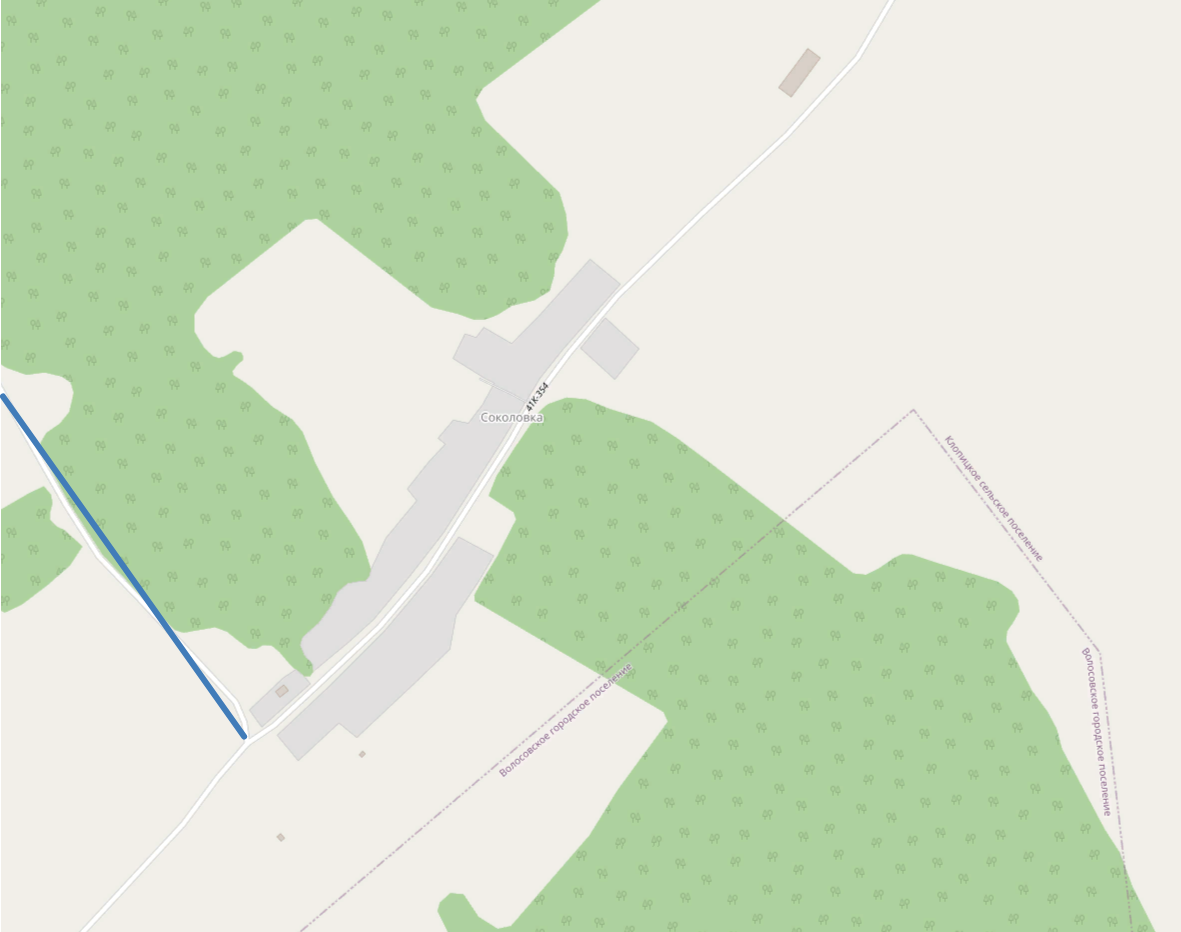 41К-354
Соколовка
Клопицкое сельское поселение
Волосовское городское поселение
Волосовское городское поселение